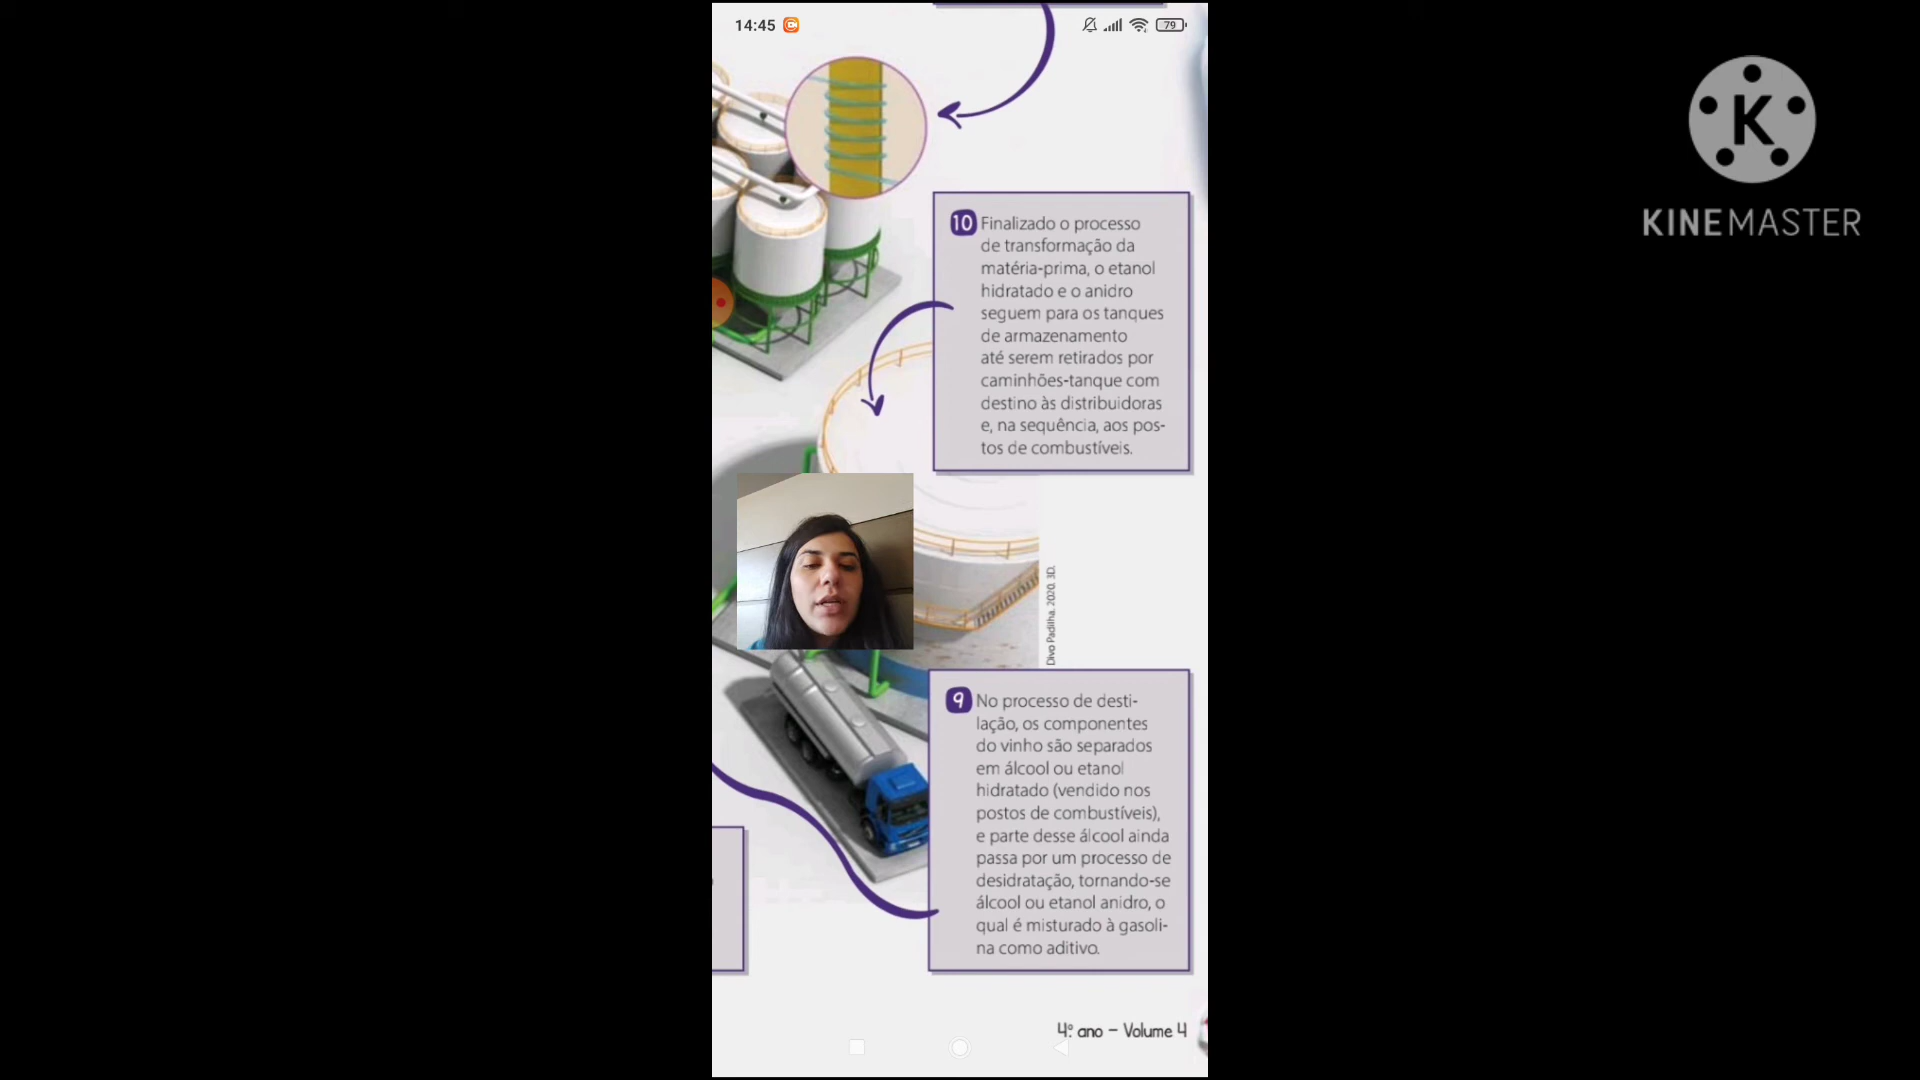 14:45
79
K
KINEMASTER
10 Finalizado o processo
de transformação da
matéria-prima, o etanol
hidratado e o anidro
seguem para os tanques
de armazenamento
até serem retirados por
caminhões-tanque com
destino às distribuidoras
e, na sequência, aos pos-
tos de combustíveis.
Divo Padilha. 2020. 3D.
9 No processo de desti-
lação, os componentes
do vinho são separados
em álcool ou etanol
hidratado (vendido nos
postos de combustíveis),
e parte desse álcool ainda
passa por um processo de
desidratação, tornando-se
álcool ou etanol anidro, o
qual é misturado à gasoli-
na como aditivo.
4º. ano – Volume 4